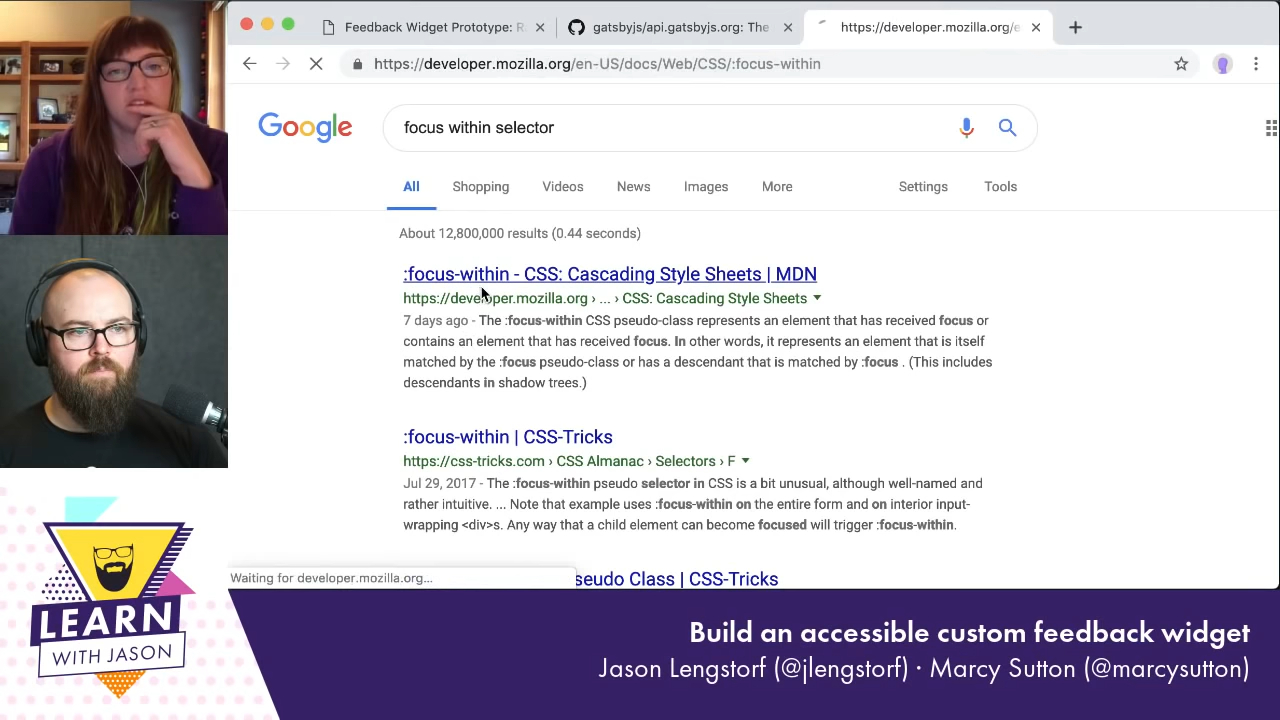 Feedback Widget Prototype: R
gatsbyjs/api.gatsbyjs.org: The
https://developer.mozilla.org/e
https://developer.mozilla.org/en-US/docs/Web/CSS/:focus-within
Google
focus within selector
All
Shopping
Videos
News
Images
More
Settings
Tools
About 12,800,000 results (0.44 seconds)
:focus-within - CSS: Cascading Style Sheets | MDN
https://developer.mozilla.org › ... › CSS: Cascading Style Sheets
7 days ago - The :focus-within CSS pseudo-class represents an element that has received focus or
contains an element that has received focus. In other words, it represents an element that is itself
matched by the :focus pseudo-class or has a descendant that is matched by :focus . (This includes
descendants in shadow trees.)
:focus-within | CSS-Tricks
https://css-tricks.com › CSS Almanac › Selectors › F
Jul 29, 2017 - The :focus-within pseudo selector in CSS is a bit unusual, although well-named and
rather intuitive. ... Note that example uses :focus-within on the entire form and on interior input-
wrapping <div>s. Any way that a child element can become focused will trigger :focus-within.
Waiting for developer.mozilla.org...
seudo Class | CSS-Tricks
LEARN
WITH JASON
Build an accessible custom feedback widget
Jason Lengstorf (@jlengstorf) · Marcy Sutton (@marcysutton)